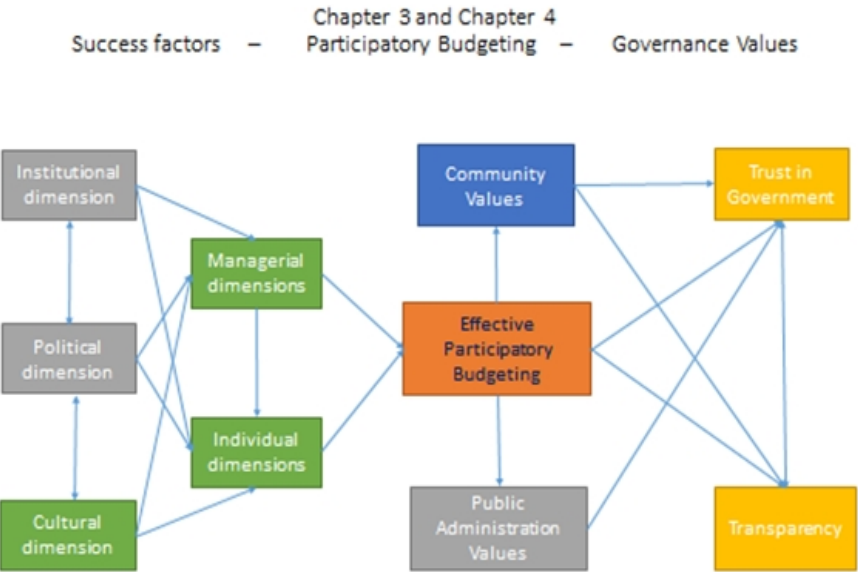 Chapter 3 and Chapter 4
Success factors – Participatory Budgeting – Governance Values
Institutional
dimension
Community
Values
Trust in
Government
Managerial
dimensions
Political
dimension
Effective
Participatory
Budgeting
Individual
dimensions
Cultural
dimension
Public
Administration
Values
Transparency